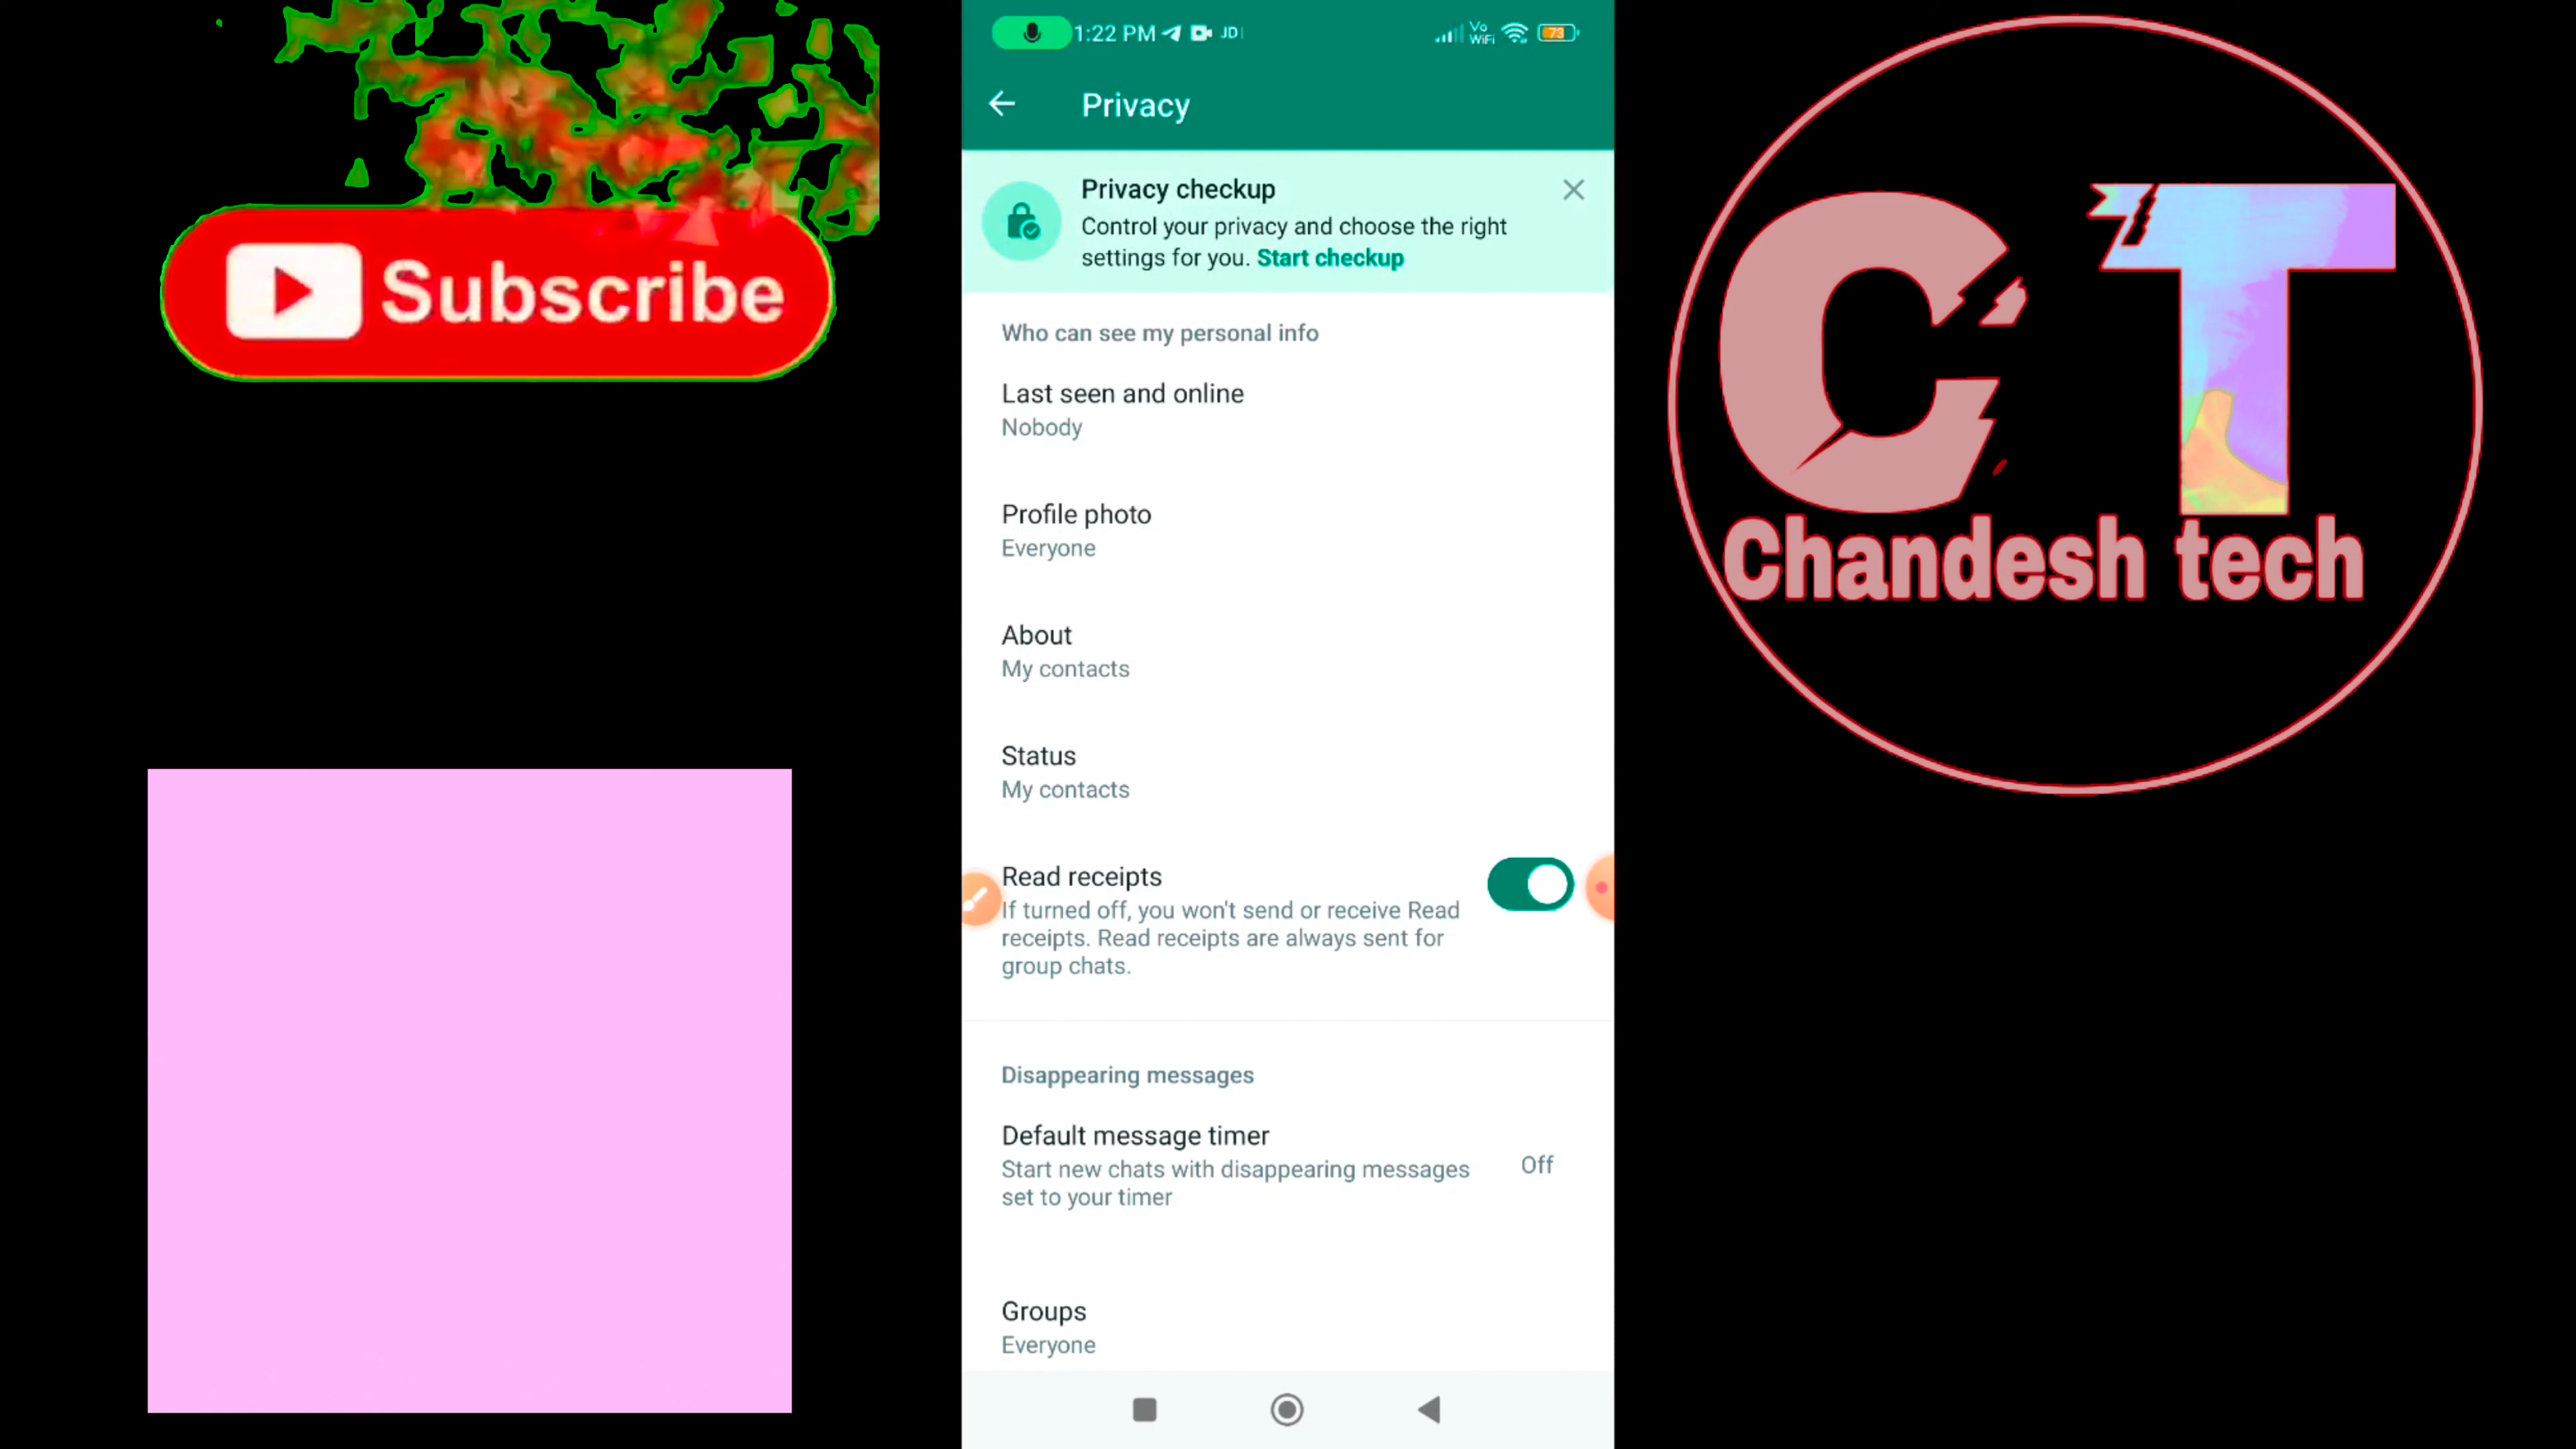 Subscribe
1:22 PM JD
Vo WiFi 73
Privacy
Privacy checkup
Control your privacy and choose the right
settings for you. Start checkup
Who can see my personal info
Last seen and online
Nobody
Profile photo
Everyone
About
My contacts
Status
My contacts
Read receipts
If turned off, you won't send or receive Read
receipts. Read receipts are always sent for
group chats.
Disappearing messages
Default message timer
Start new chats with disappearing messages
set to your timer
Off
Groups
Everyone
CT
Chandesh tech